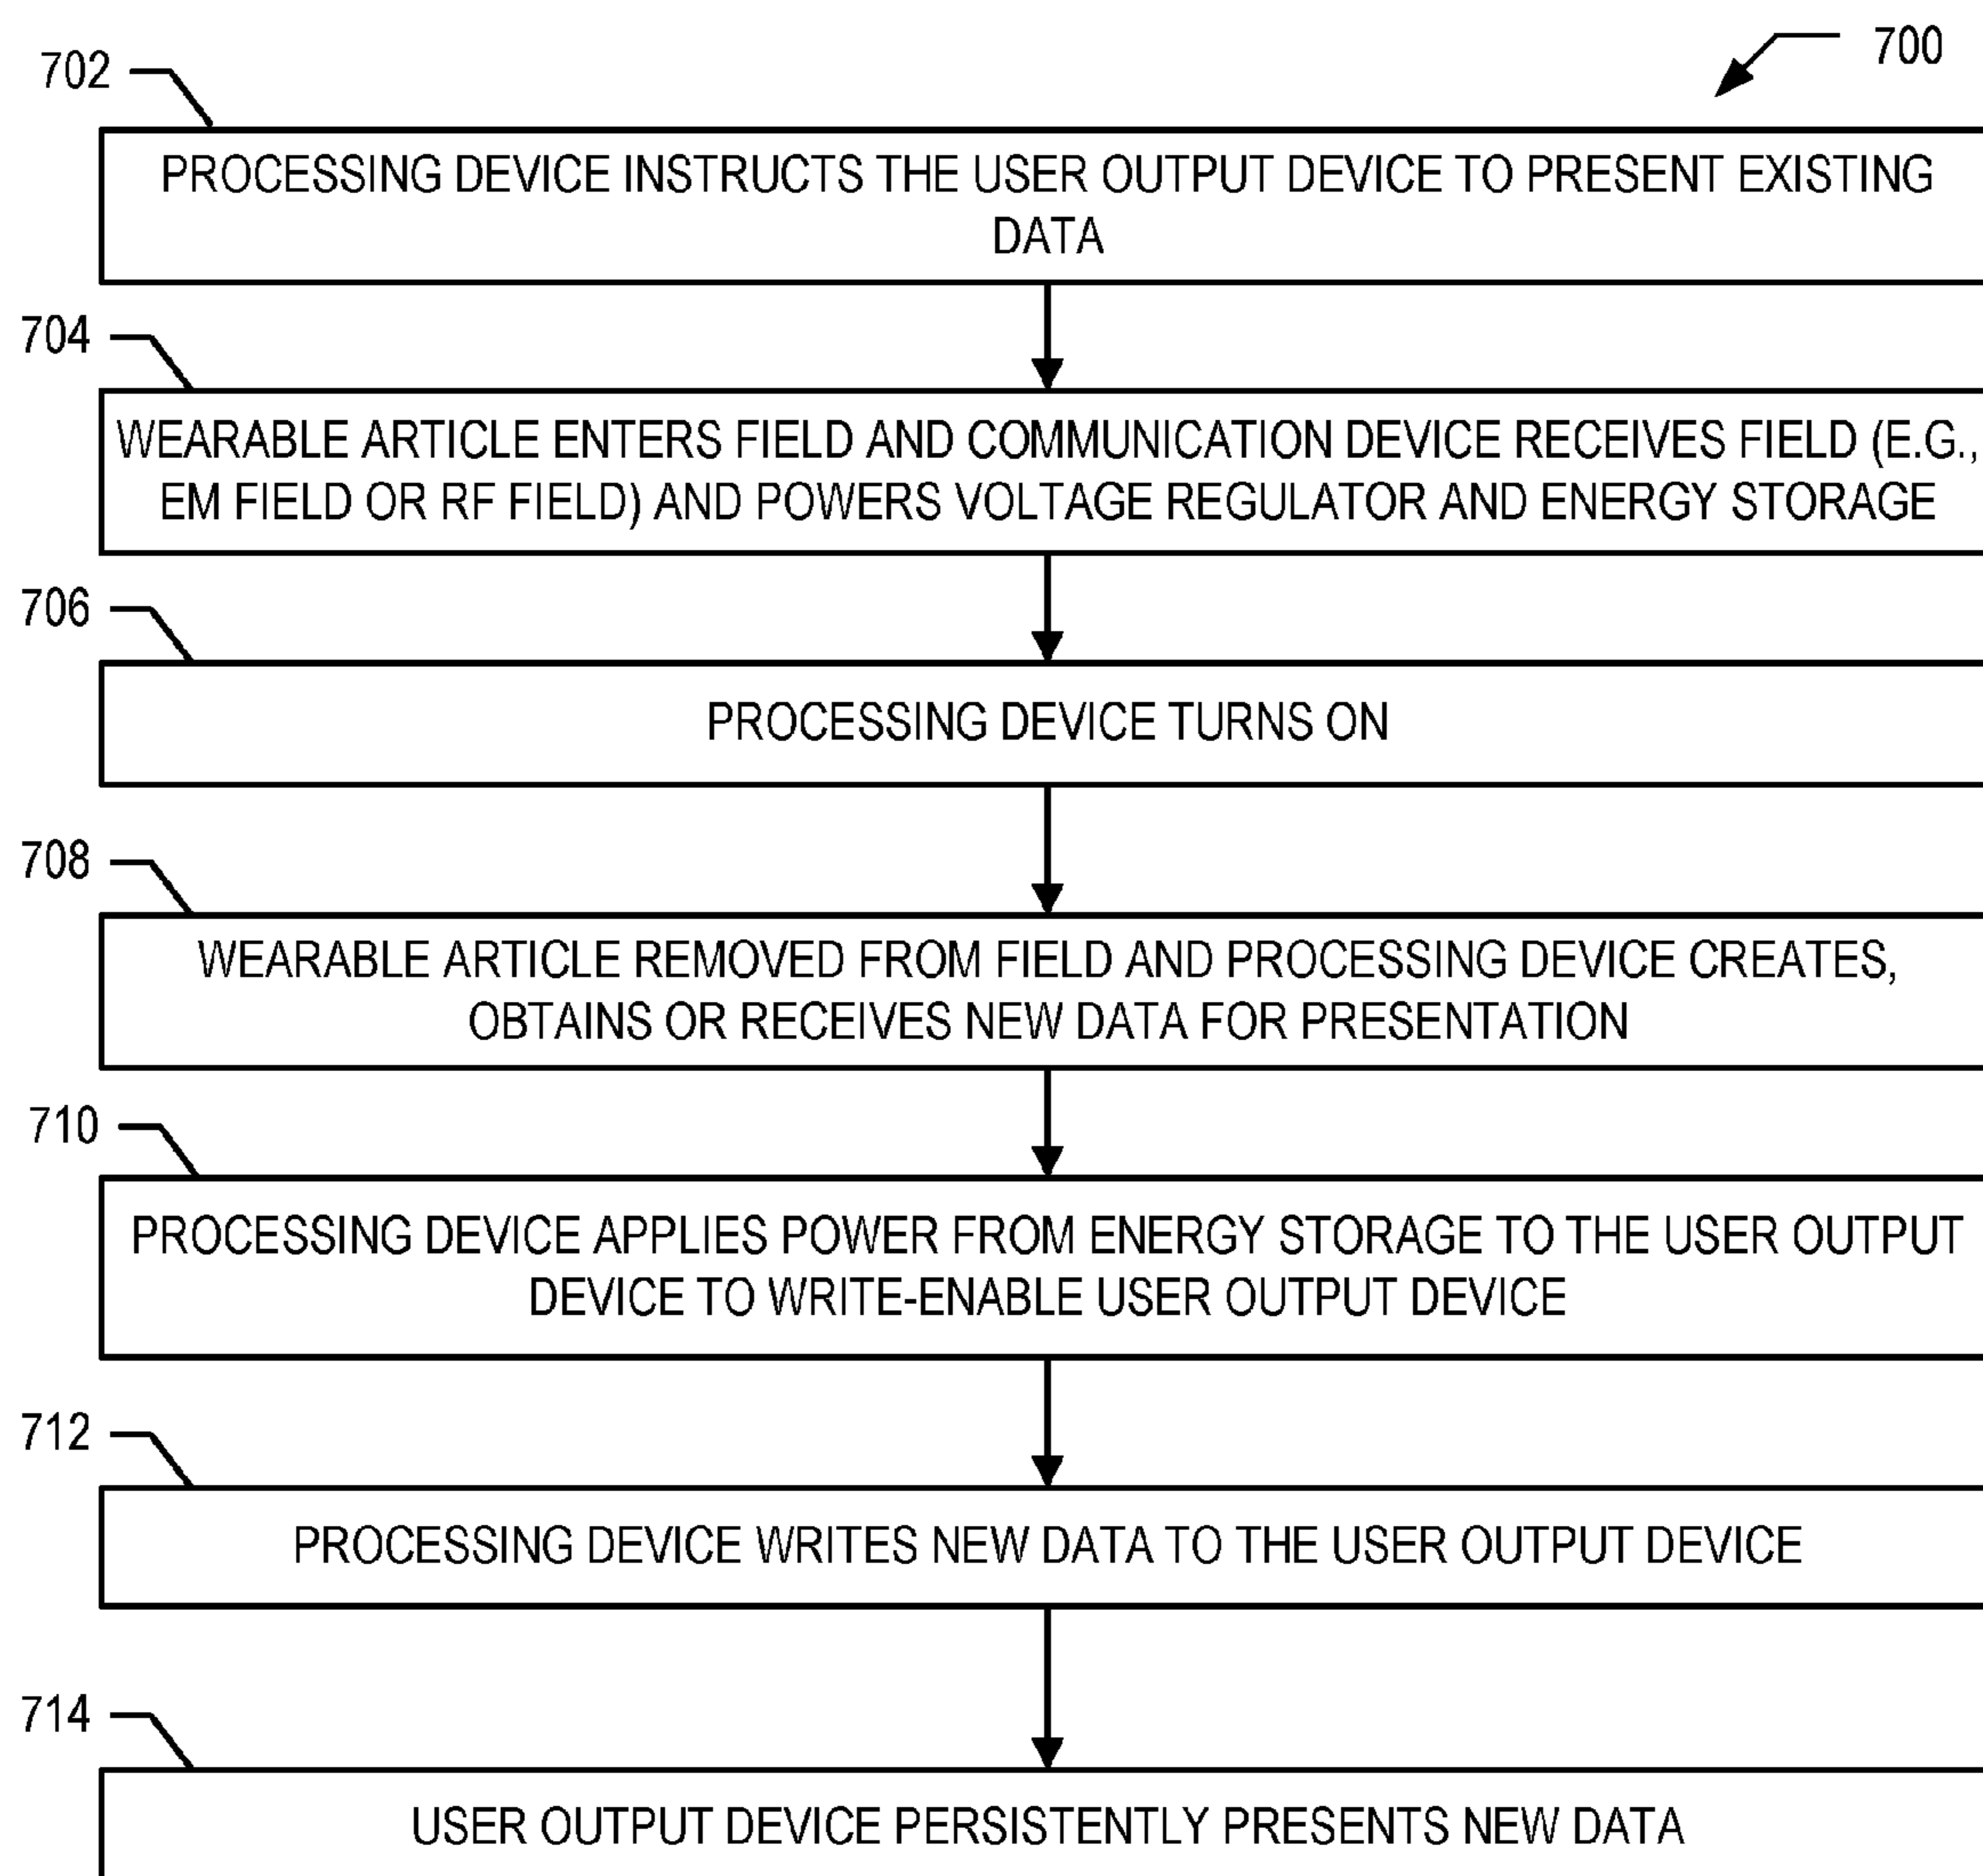 700
702
PROCESSING DEVICE INSTRUCTS THE USER OUTPUT DEVICE TO PRESENT EXISTING
DATA
704
WEARABLE ARTICLE ENTERS FIELD AND COMMUNICATION DEVICE RECEIVES FIELD (E.G.,
EM FIELD OR RF FIELD) AND POWERS VOLTAGE REGULATOR AND ENERGY STORAGE
706
PROCESSING DEVICE TURNS ON
708
WEARABLE ARTICLE REMOVED FROM FIELD AND PROCESSING DEVICE CREATES,
OBTAINS OR RECEIVES NEW DATA FOR PRESENTATION
710
PROCESSING DEVICE APPLIES POWER FROM ENERGY STORAGE TO THE USER OUTPUT
DEVICE TO WRITE-ENABLE USER OUTPUT DEVICE
712
PROCESSING DEVICE WRITES NEW DATA TO THE USER OUTPUT DEVICE
714
USER OUTPUT DEVICE PERSISTENTLY PRESENTS NEW DATA